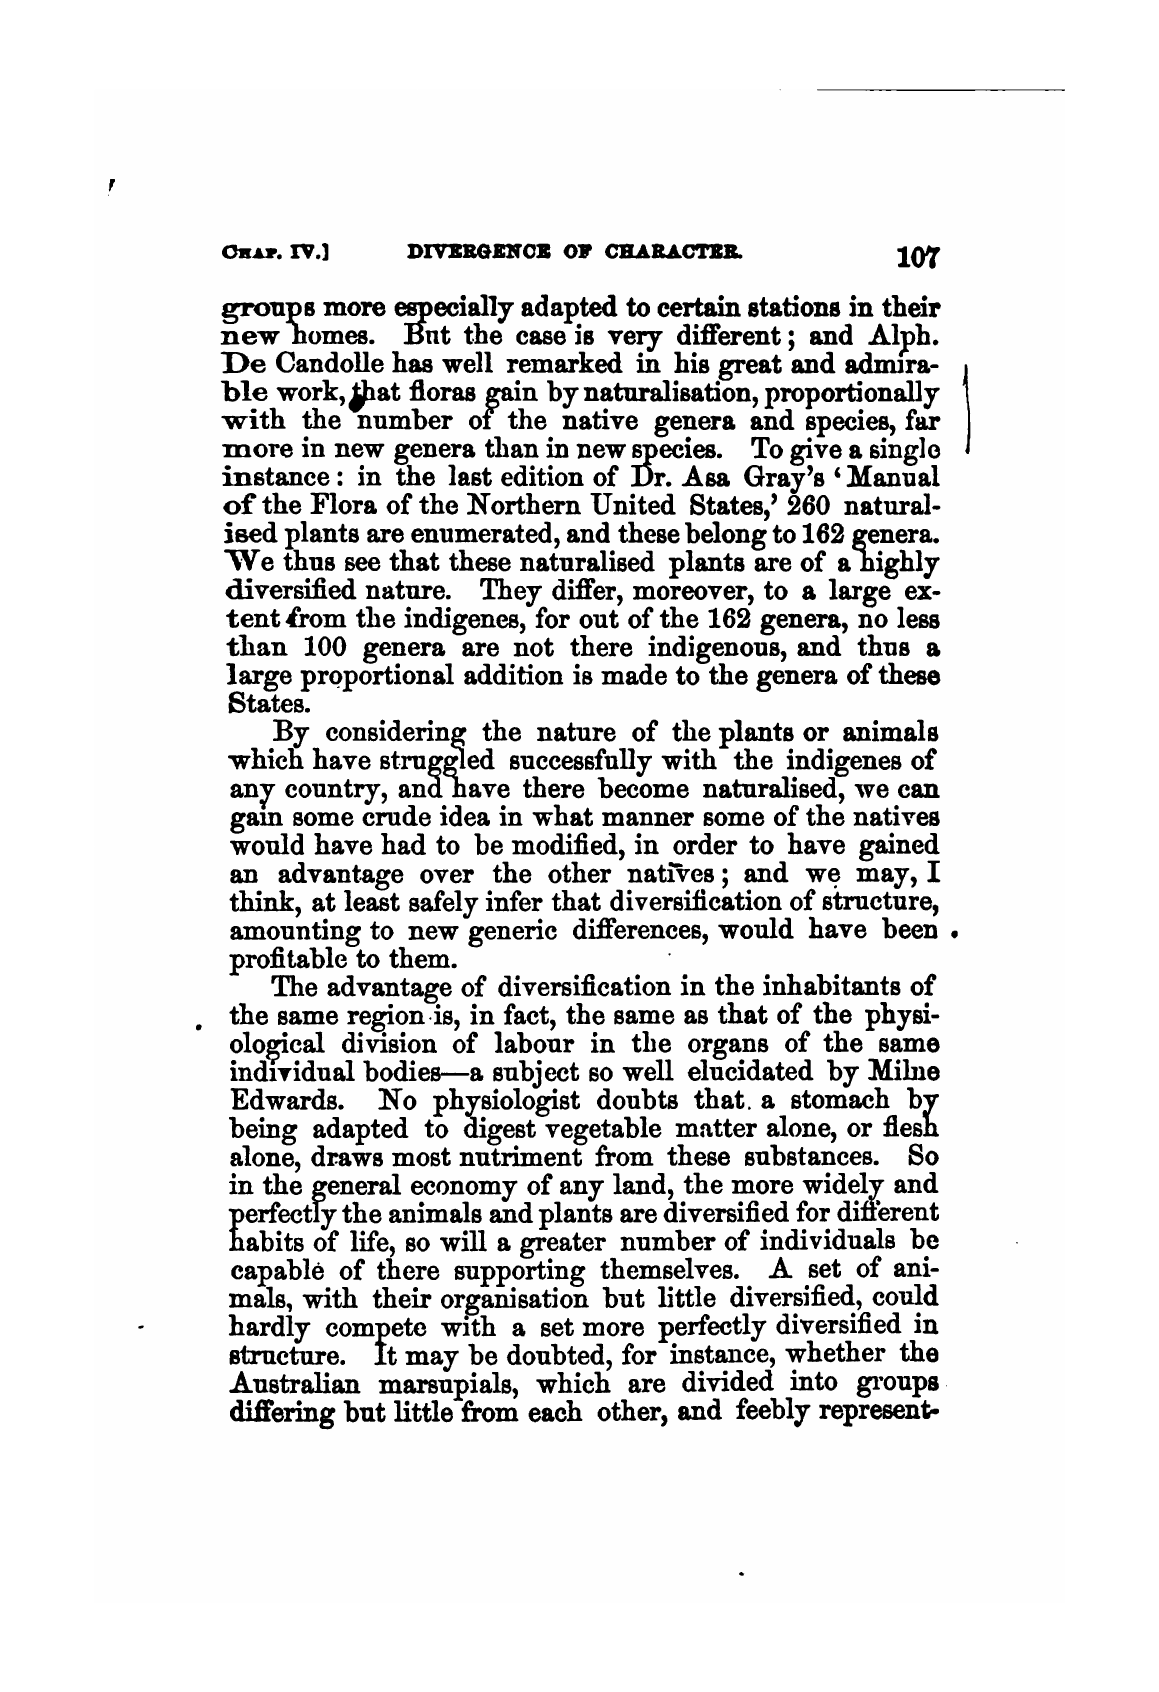 CHAP. IV.] DIVERGENCE OF CHARACTER. 107
groups more especially adapted to certain stations in their
new homes. But the case is very different; and Alph.
De Candolle has well remarked in his great and admira-
ble work, that floras gain by naturalisation, proportionally
with the number of the native genera and species, far
more in new genera than in new species. To give a single
instance: in the last edition of Dr. Asa Gray's ‘Manual
of the Flora of the Northern United States,’ 260 natural-
ised plants are enumerated, and these belong to 162 genera.
We thus see that these naturalised plants are of a highly
diversified nature. They differ, moreover, to a large ex-
tent from the indigenes, for out of the 162 genera, no less
than 100 genera are not there indigenous, and thus a
large proportional addition is made to the genera of these
States.
By considering the nature of the plants or animals
which have struggled successfully with the indigenes of
any country, and have there become naturalised, we can
gain some crude idea in what manner some of the natives
would have had to be modified, in order to have gained
an advantage over the other natives; and we may, I
think, at least safely infer that diversification of structure,
amounting to new generic differences, would have been
profitable to them.
The advantage of diversification in the inhabitants of
the same region is, in fact, the same as that of the physi-
ological division of labour in the organs of the same
individual bodies—a subject so well elucidated by Milne
Edwards. No physiologist doubts that a stomach by
being adapted to digest vegetable matter alone, or flesh
alone, draws most nutriment from these substances. So
in the general economy of any land, the more widely and
perfectly the animals and plants are diversified for different
habits of life, so will a greater number of individuals be
capable of there supporting themselves. A set of ani-
mals, with their organisation but little diversified, could
hardly compete with a set more perfectly diversified in
structure. It may be doubted, for instance, whether the
Australian marsupials, which are divided into groups
differing but little from each other, and feebly represent-